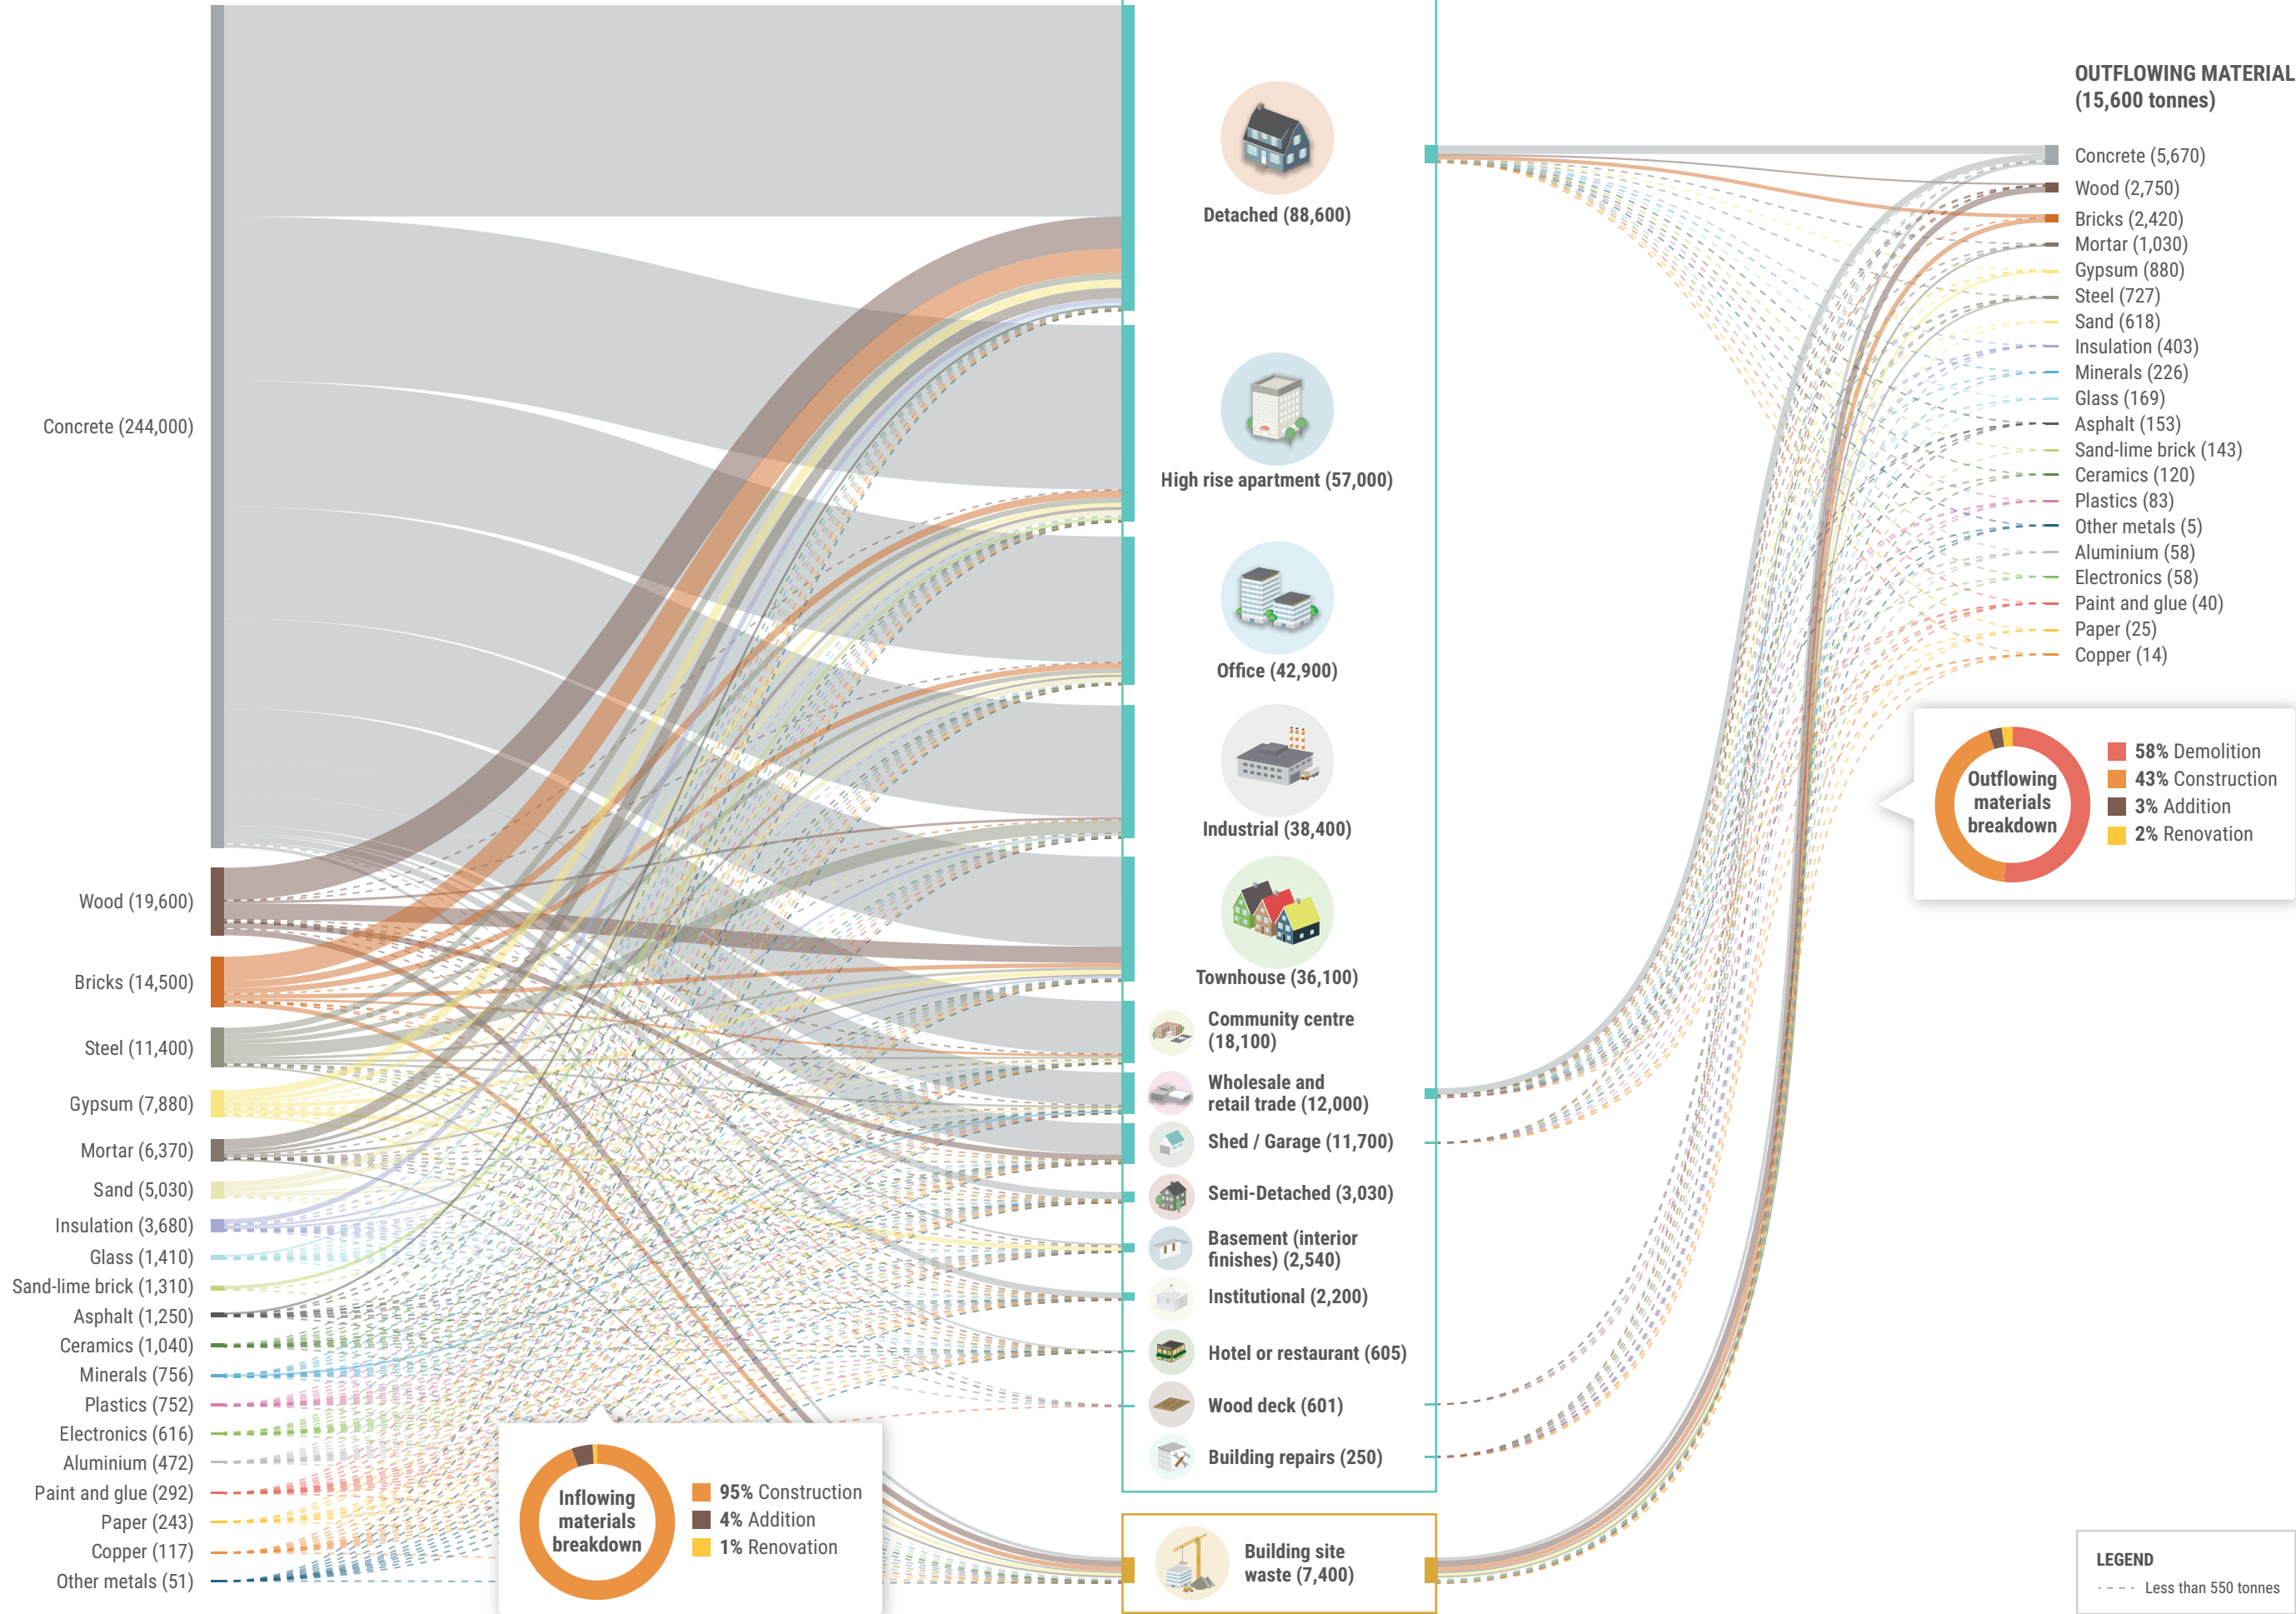 Concrete (244,000)
Wood (19,600)
Bricks (14,500)
Steel (11,400)
Gypsum (7,880)
Mortar (6,370)
Sand (5,030)
Insulation (3,680)
Glass (1,410)
Sand-lime brick (1,310)
Asphalt (1,250)
Ceramics (1,040)
Minerals (756)
Plastics (752)
Electronics (616)
Aluminium (472)
Paint and glue (292)
Paper (243)
Copper (117)
Other metals (51)
Inflowing
materials
breakdown
95% Construction
4% Addition
1% Renovation
Detached (88,600)
High rise apartment (57,000)
Office (42,900)
Industrial (38,400)
Townhouse (36,100)
Community centre
(18,100)
Wholesale and
retail trade (12,000)
Shed / Garage (11,700)
Semi-Detached (3,030)
Basement (interior
finishes) (2,540)
Institutional (2,200)
Hotel or restaurant (605)
Wood deck (601)
Building repairs (250)
Building site
waste (7,400)
OUTFLOWING MATERIAL
(15,600 tonnes)
Concrete (5,670)
Wood (2,750)
Bricks (2,420)
Mortar (1,030)
Gypsum (880)
Steel (727)
Sand (618)
Insulation (403)
Minerals (226)
Glass (169)
Asphalt (153)
Sand-lime brick (143)
Ceramics (120)
Plastics (83)
Other metals (5)
Aluminium (58)
Electronics (58)
Paint and glue (40)
Paper (25)
Copper (14)
Outflowing
materials
breakdown
58% Demolition
43% Construction
3% Addition
2% Renovation
LEGEND
Less than 550 tonnes